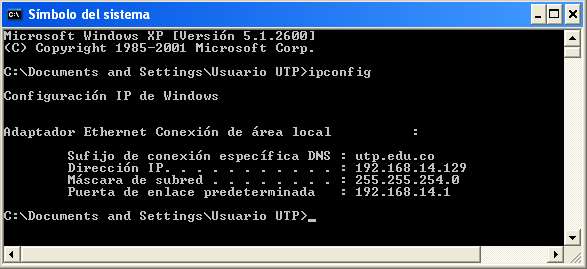 Símbolo del sistema
Microsoft Windows XP [Versión 5.1.2600]
(C) Copyright 1985-2001 Microsoft Corp.
C:\Documents and Settings\Usuario UTP>ipconfig
Configuración IP de Windows
Adaptador Ethernet Conexión de área local          :
Sufijo de conexión específica DNS : utp.edu.co
Dirección IP. . . . . . . . . . . : 192.168.14.129
Máscara de subred . . . . . . . . : 255.255.254.0
Puerta de enlace predeterminada   : 192.168.14.1
C:\Documents and Settings\Usuario UTP>_